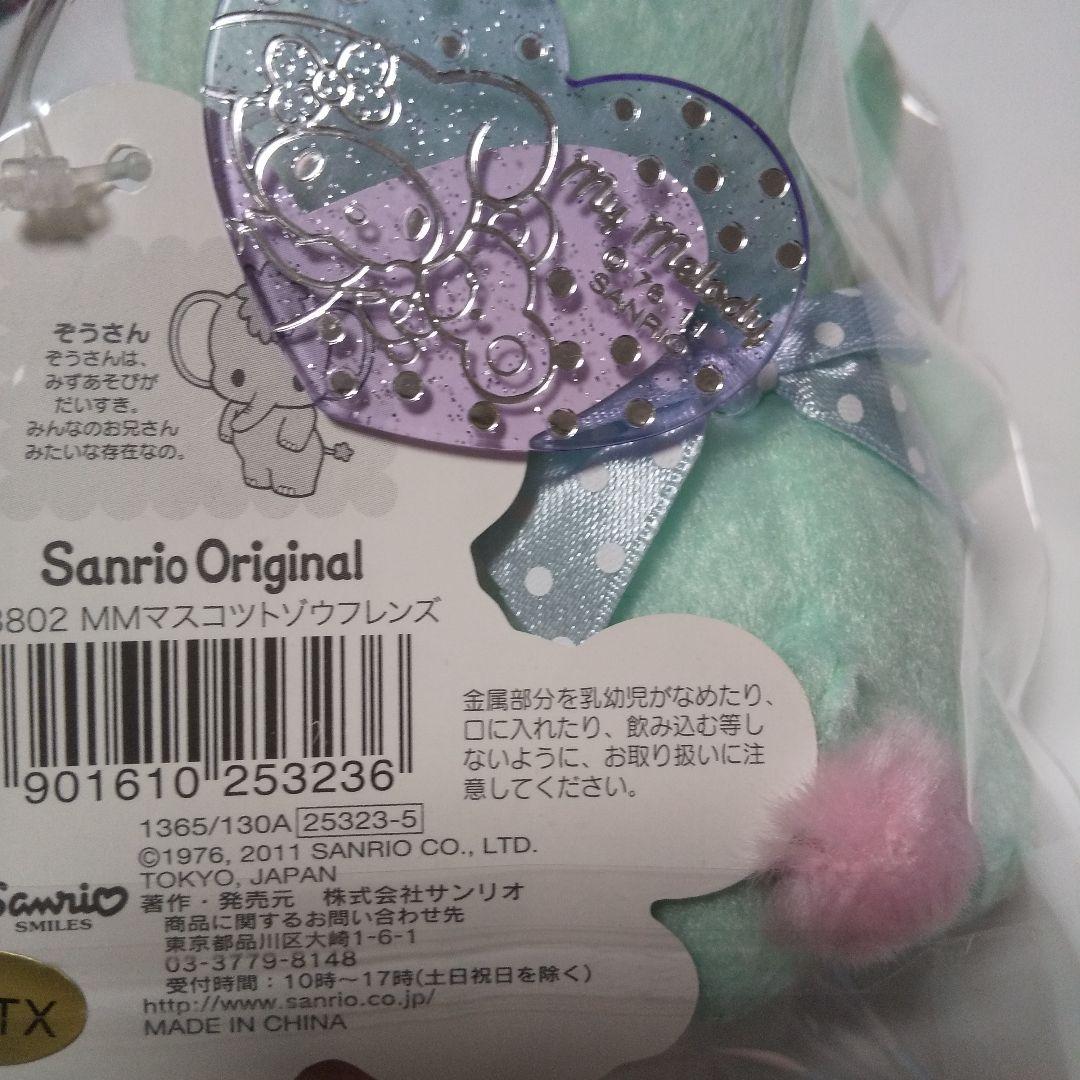 My Melody
© '76, '11
SANRIO
ぞうさん
ぞうさんは、
みずあそびが
だいすき。
みんなのお兄さん
みたいな存在なの。
Sanrio Original
3802 MMマスコツトゾウフレンズ
901610 253236
金属部分を乳幼児がなめたり、
口に入れたり、飲み込む等し
ないように、お取り扱いに注
意してください。
1365/130A 25323-5
©1976, 2011 SANRIO CO., LTD.
TOKYO, JAPAN
Sanrio
SMILES
著作・発売元 株式会社サンリオ
商品に関するお問い合わせ先
東京都品川区大崎1-6-1
03-3779-8148
受付時間：10時～17時(土日祝日を除く)
http://www.sanrio.co.jp/
MADE IN CHINA
TX